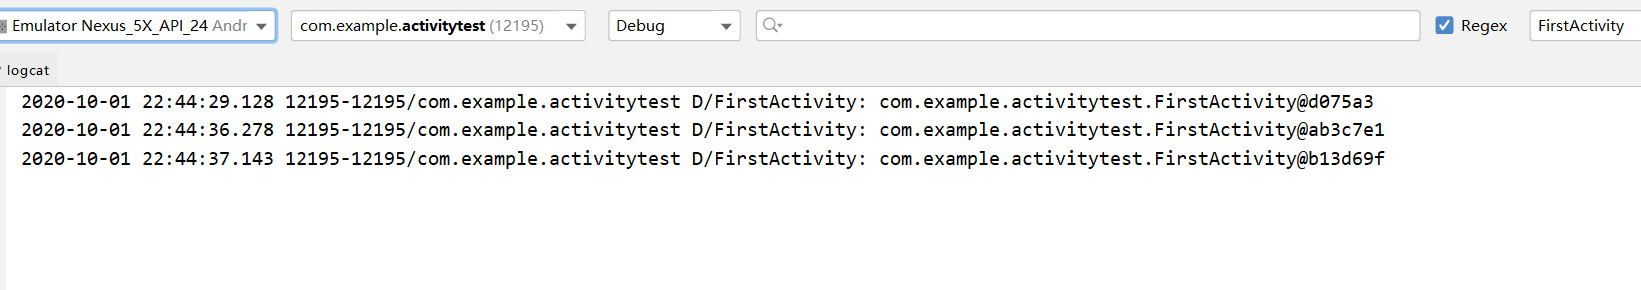 Emulator Nexus_5X_API_24 Andr com.example.activitytest (12195) Debug Regex FirstActivity
logcat
2020-10-01 22:44:29.128 12195-12195/com.example.activitytest D/FirstActivity: com.example.activitytest.FirstActivity@d075a3
2020-10-01 22:44:36.278 12195-12195/com.example.activitytest D/FirstActivity: com.example.activitytest.FirstActivity@ab3c7e1
2020-10-01 22:44:37.143 12195-12195/com.example.activitytest D/FirstActivity: com.example.activitytest.FirstActivity@b13d69f